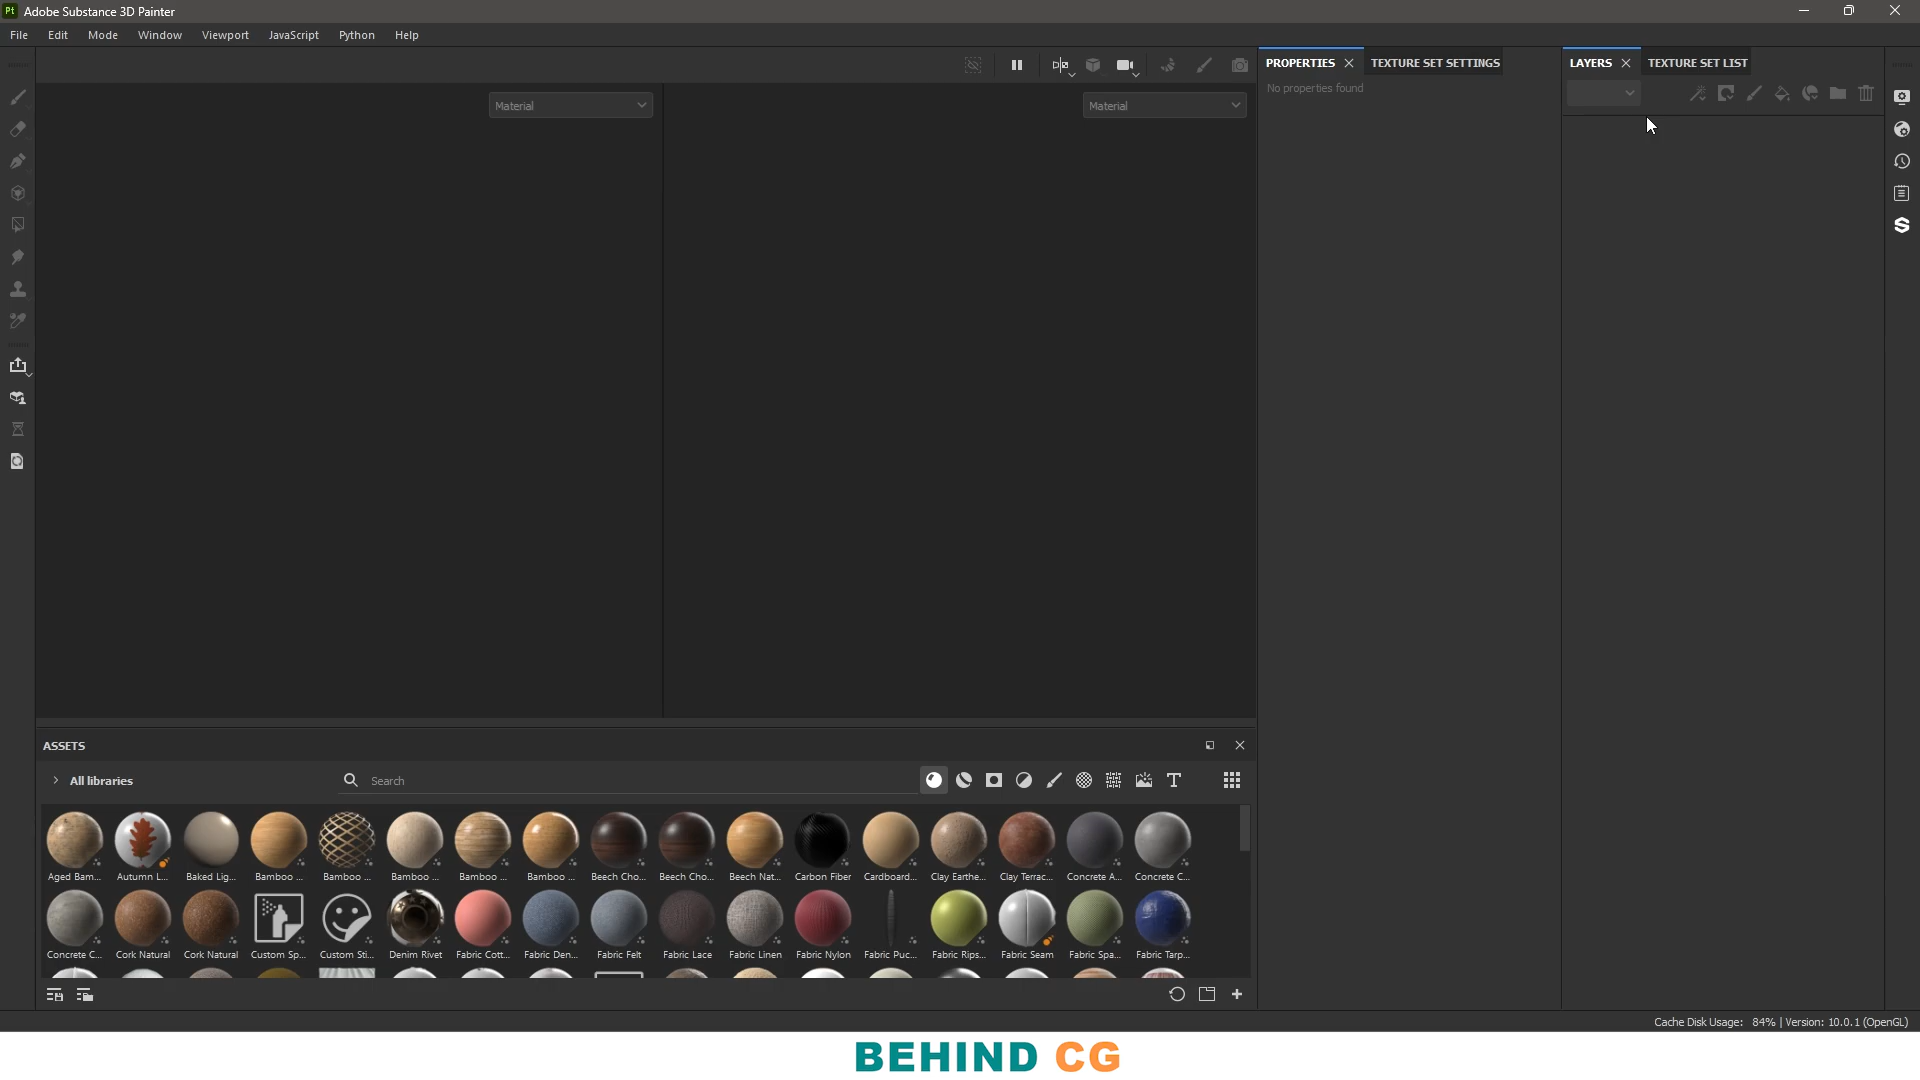 Pt Adobe Substance 3D Painter
File Edit Mode Window Viewport JavaScript Python Help
PROPERTIES TEXTURE SET SETTINGS LAYERS TEXTURE SET LIST
No properties found
Material Material
ASSETS
All libraries Search
Aged Bam... Autumn L... Baked Lig... Bamboo ... Bamboo ... Bamboo ... Bamboo ... Bamboo ... Beech Cho... Beech Cho... Beech Nat... Carbon Fiber Cardboard... Clay Earthe... Clay Terrac... Concrete A... Concrete C...
Concrete C... Cork Natural Cork Natural Custom Sp... Custom Sti... Denim Rivet Fabric Cott... Fabric Den... Fabric Felt Fabric Lace Fabric Linen Fabric Nylon Fabric Puc... Fabric Rips... Fabric Seam Fabric Spa... Fabric Tarp...
Cache Disk Usage: 84% | Version: 10.0.1 (OpenGL)
BEHIND CG